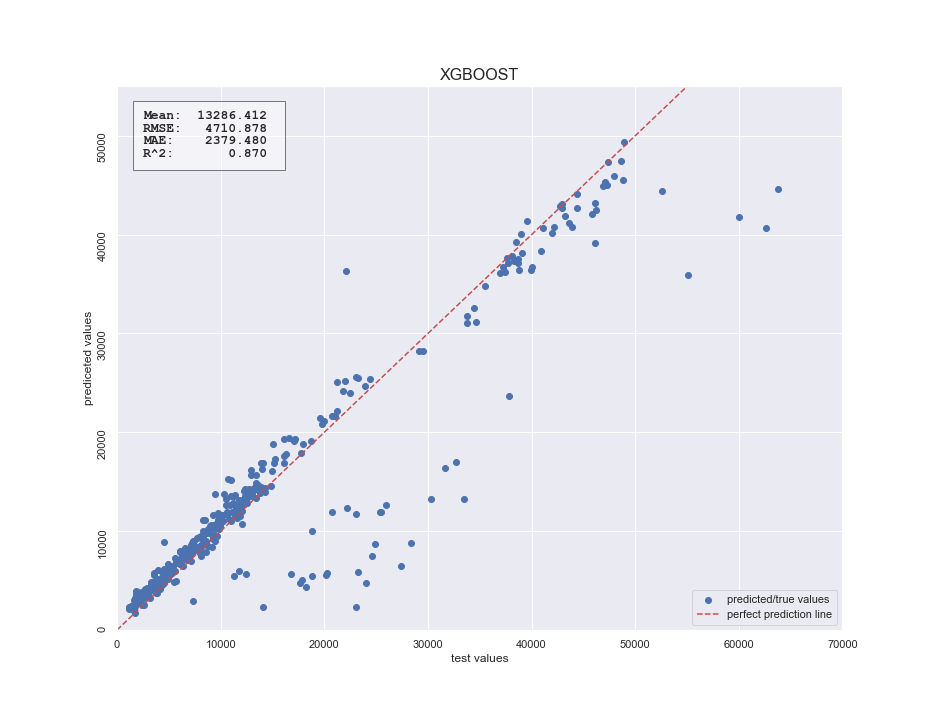 XGBOOST
Mean: 13286.412
RMSE: 4710.878
MAE: 2379.480
R^2: 0.870
prediceted values
50000
40000
30000
20000
10000
0
predicted/true values
perfect prediction line
0 10000 20000 30000 40000 50000 60000 70000
test values